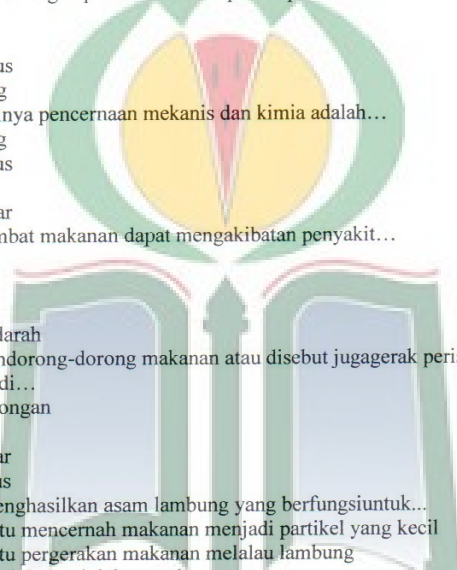 us
g
nya pencernaan mekanis dan kimia adalah…
g
us
ar
mbat makanan dapat mengakibatan penyakit…
darah
ndorong-dorong makanan atau disebut jugagerak peris
di…
ongan
ar
us
enghasilkan asam lambung yang berfungsiuntuk...
tu mencernah makanan menjadi partikel yang kecil
tu pergerakan makanan melalau lambung